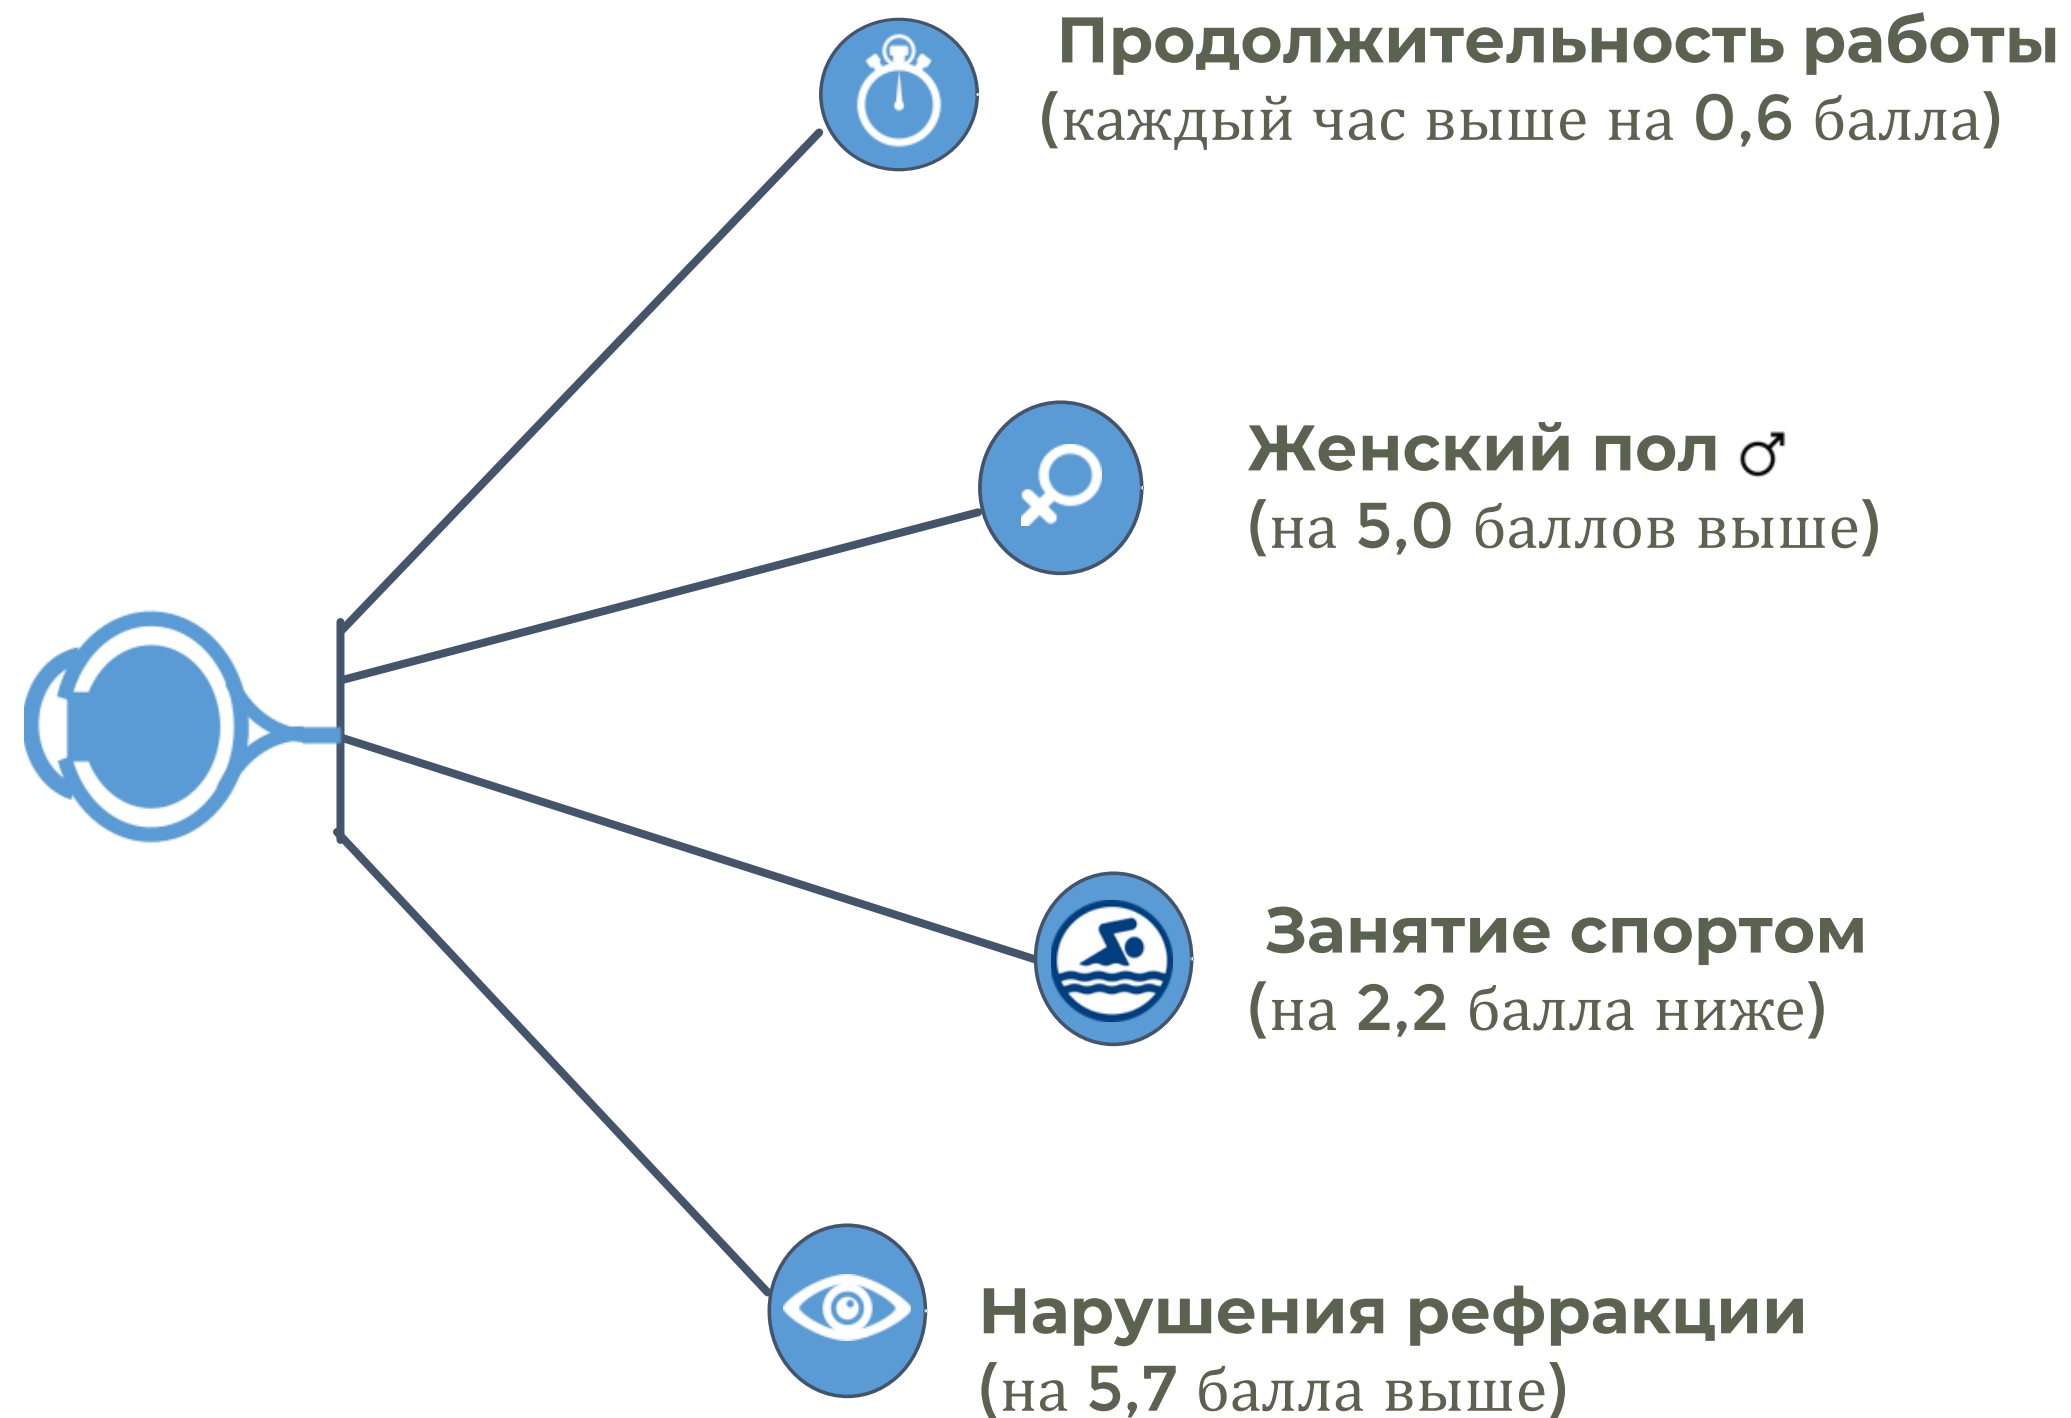 Продолжительность работы
(каждый час выше на 0,6 балла)
Женский пол ♂
(на 5,0 баллов выше)
Занятие спортом
(на 2,2 балла ниже)
Нарушения рефракции
(на 5,7 балла выше)